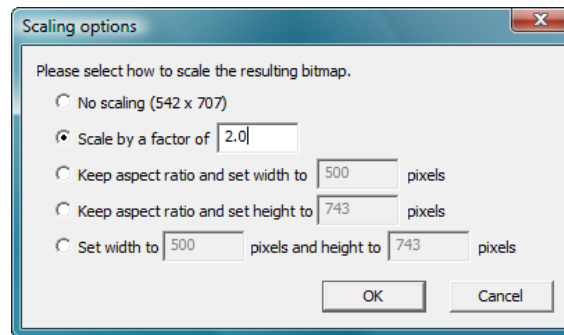 Scaling options
Please select how to scale the resulting bitmap.
No scaling (542 x 707)
Scale by a factor of 2.0
Keep aspect ratio and set width to 500 pixels
Keep aspect ratio and set height to 743 pixels
Set width to 500 pixels and height to 743 pixels
OK Cancel